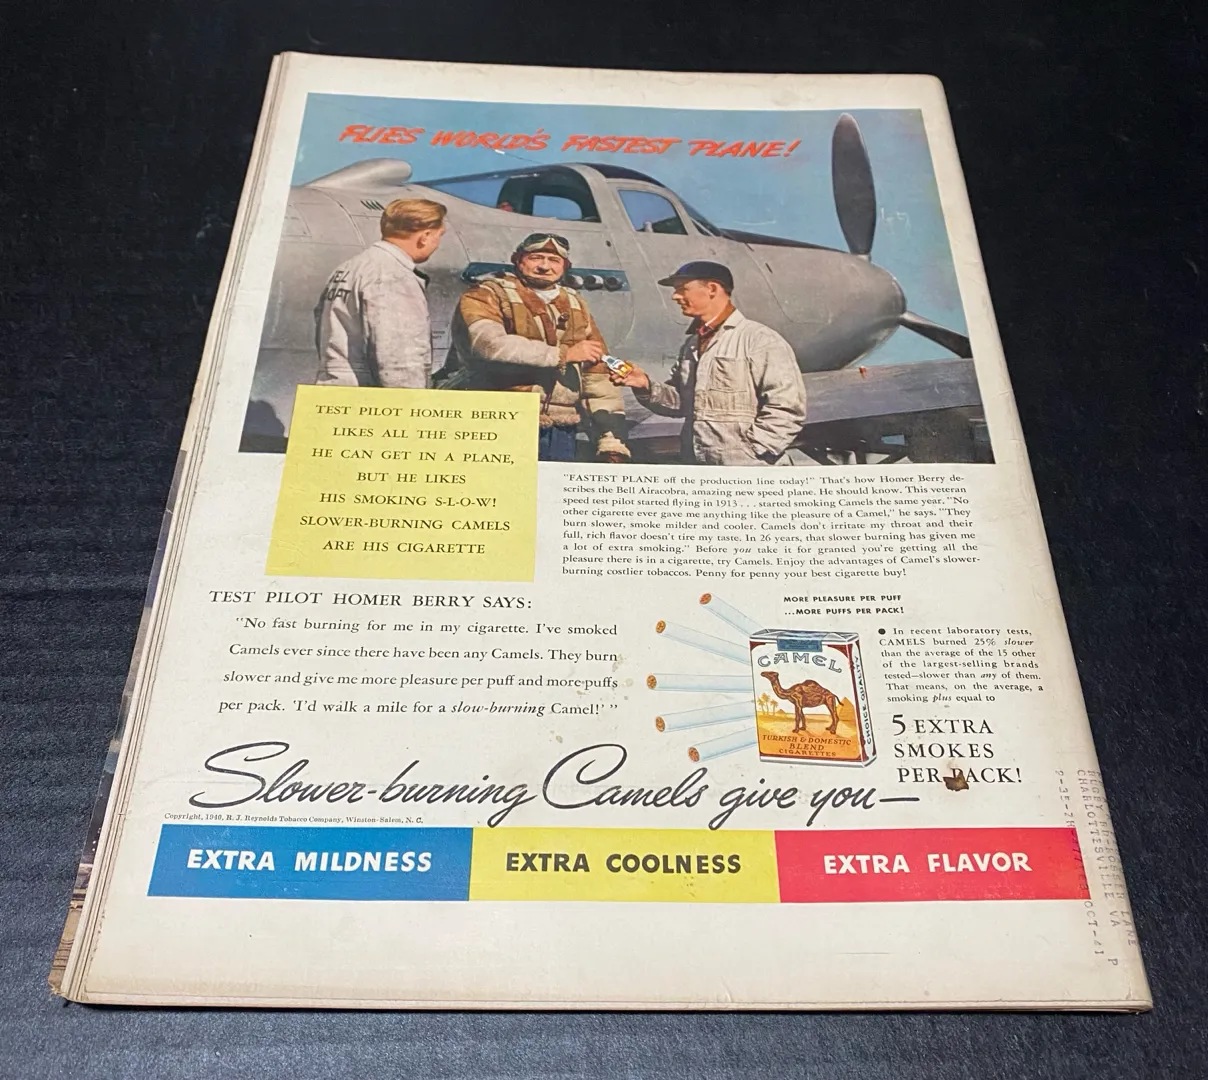 FLIES WORLD'S FASTEST PLANE!
TEST PILOT HOMER BERRY
LIKES ALL THE SPEED
HE CAN GET IN A PLANE,
BUT HE LIKES
HIS SMOKING S-L-O-W!
SLOWER-BURNING CAMELS
ARE HIS CIGARETTE
"FASTEST PLANE off the production line today!" That's how Homer Berry de-
scribes the Bell Airacobra, amazing new speed plane. He should know. This veteran
speed test pilot started flying in 1913 . . . started smoking Camels the same year. "No
other cigarette ever gave me anything like the pleasure of a Camel," he says. "They
burn slower, smoke milder and cooler. Camels don't irritate my throat and their
full, rich flavor doesn't tire my taste. In 26 years, that slower burning has given me
a lot of extra smoking." Before you take it for granted you're getting all the
pleasure there is in a cigarette, try Camels. Enjoy the advantages of Camel's slower-
burning costlier tobaccos. Penny for penny your best cigarette buy!
TEST PILOT HOMER BERRY SAYS:
"No fast burning for me in my cigarette. I've smoked
Camels ever since there have been any Camels. They burn
slower and give me more pleasure per puff and more puffs
per pack. 'I'd walk a mile for a slow-burning Camel!' "
MORE PLEASURE PER PUFF
...MORE PUFFS PER PACK!
CAMEL
TURKISH & DOMESTIC
BLEND
CIGARETTES
CHOICE QUALITY
● In recent laboratory tests,
CAMELS burned 25% slower
than the average of the 15 other
of the largest-selling brands
tested—slower than any of them.
That means, on the average, a
smoking plus equal to
5 EXTRA
SMOKES
PER PACK!
Slower-burning Camels give you—
Copyright, 1940, R. J. Reynolds Tobacco Company, Winston-Salem, N. C.
EXTRA MILDNESS
EXTRA COOLNESS
EXTRA FLAVOR
LANE
CHARLOTTESVILLE VA P
OCT-41